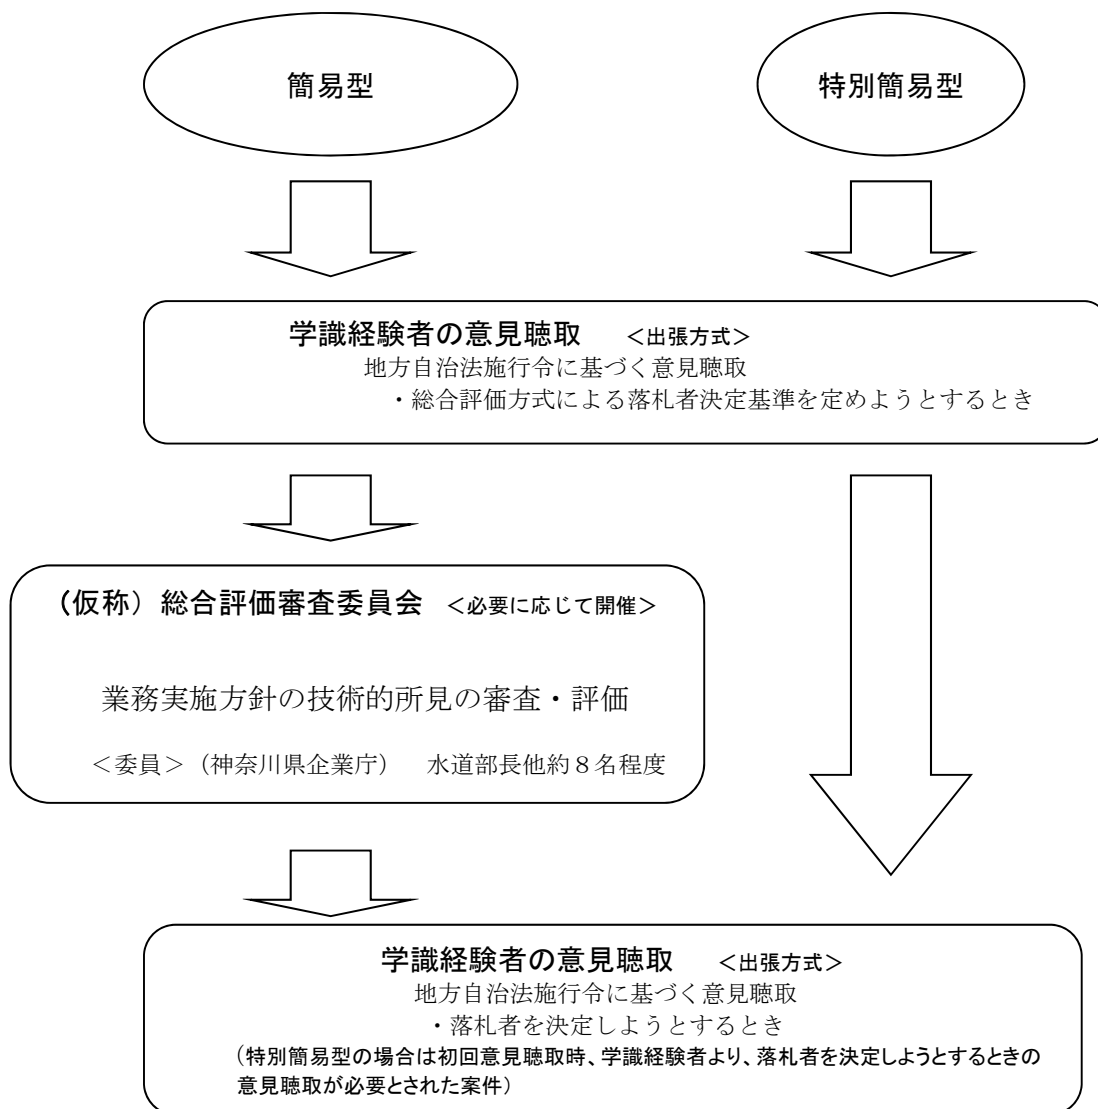 簡易型
特別簡易型
学識経験者の意見聴取 ＜出張方式＞
地方自治法施行令に基づく意見聴取
・総合評価方式による落札者決定基準を定めようとするとき
（仮称）総合評価審査委員会 ＜必要に応じて開催＞
業務実施方針の技術的所見の審査・評価
＜委員＞（神奈川県企業庁） 水道部長他約８名程度
学識経験者の意見聴取 ＜出張方式＞
地方自治法施行令に基づく意見聴取
・落札者を決定しようとするとき
（特別簡易型の場合は初回意見聴取時、学識経験者より、落札者を決定しようとするときの
意見聴取が必要とされた案件）